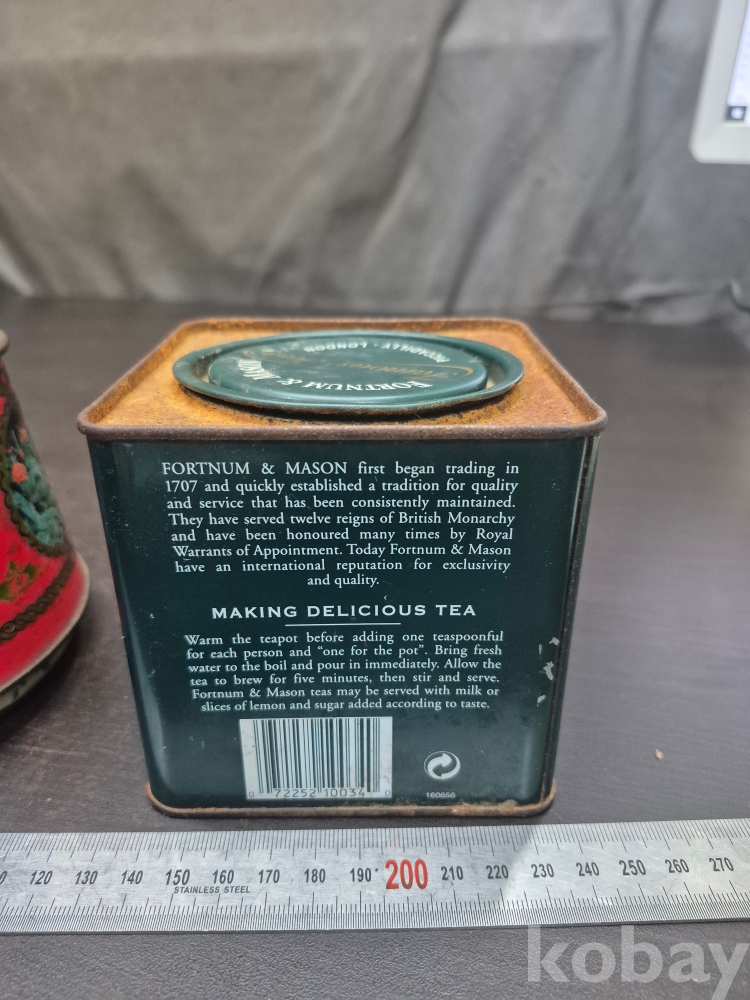 FORTNUM & MASON
PICCADILLY · LONDON
FORTNUM & MASON first began trading in
1707 and quickly established a tradition for quality
and service that has been consistently maintained.
They have served twelve reigns of British Monarchy
and have been honoured many times by Royal
Warrants of Appointment. Today Fortnum & Mason
have an international reputation for exclusivity
and quality.
MAKING DELICIOUS TEA
Warm the teapot before adding one teaspoonful
for each person and “one for the pot”. Bring fresh
water to the boil and pour in immediately. Allow the
tea to brew for five minutes, then stir and serve.
Fortnum & Mason teas may be served with milk or
slices of lemon and sugar added according to taste.
0 72252 10034 0
160656
120 130 140 150 160 170 180 190 200 210 220 230 240 250 260 270
STAINLESS STEEL
kobay